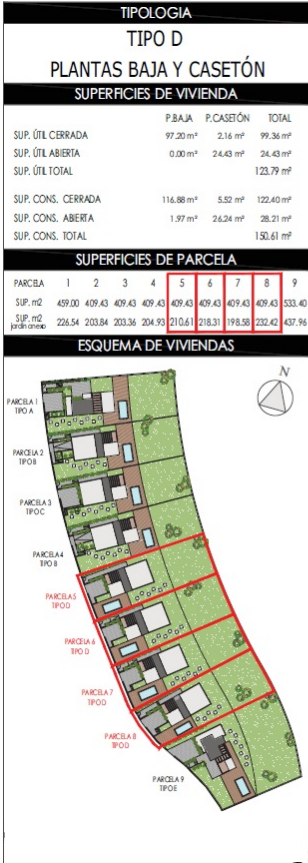 TIPOLOGIA
TIPO D
PLANTAS BAJA Y CASETÓN
SUPERFICIES DE VIVIENDA
P.BAJA P.CASETÓN TOTAL
SUP. ÚTIL CERRADA 97.20 m² 2.16 m² 99.36 m²
SUP. ÚTIL ABIERTA 0.00 m² 24.43 m² 24.43 m²
SUP. ÚTIL TOTAL 123.79 m²
SUP. CONS. CERRADA 116.88 m² 5.52 m² 122.40 m²
SUP. CONS. ABIERTA 1.97 m² 26.24 m² 28.21 m²
SUP. CONS. TOTAL 150.61 m²
SUPERFICIES DE PARCELA
PARCELA 1 2 3 4 5 6 7 8 9
SUP. m2 459.00 409.43 409.43 409.43 409.43 409.43 409.43 409.43 533.40
SUP. m2 jardín anexo 226.54 203.84 203.36 204.93 210.61 218.31 198.58 232.42 437.96
ESQUEMA DE VIVIENDAS
N
PARCELA 1
TIPO A
PARCELA 2
TIPO B
PARCELA 3
TIPO C
PARCELA 4
TIPO B
PARCELA 5
TIPO D
PARCELA 6
TIPO D
PARCELA 7
TIPO D
PARCELA 8
TIPO D
PARCELA 9
TIPO E